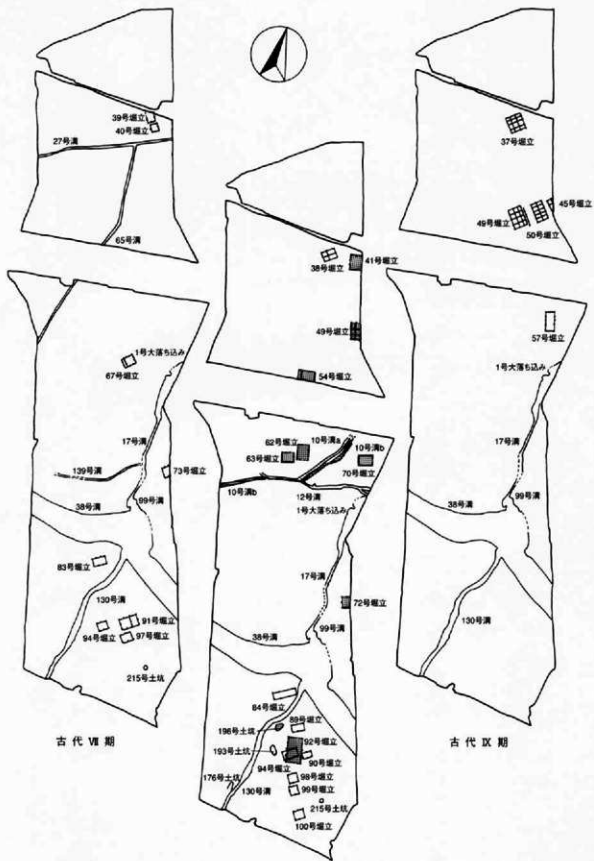 39号堀立
40号堀立
27号溝
65号溝
1号大落ち込み
67号堀立
17号溝
139号溝
73号堀立
38号溝
99号溝
83号堀立
130号溝
91号堀立
94号堀立
97号堀立
215号土坑
古代 Ⅶ 期
38号堀立
41号堀立
49号堀立
54号堀立
62号堀立
10号溝a
63号堀立
10号溝b
70号堀立
10号溝b
12号溝
1号大落ち込み
17号溝
72号堀立
38号溝
99号溝
84号堀立
198号土坑
89号堀立
193号土坑
92号堀立
94号堀立
90号堀立
176号土坑
98号堀立
130号溝
99号堀立
215号土坑
100号堀立
37号堀立
45号堀立
49号堀立
50号堀立
57号堀立
1号大落ち込み
17号溝
38号溝
99号溝
130号溝
古代 Ⅸ 期